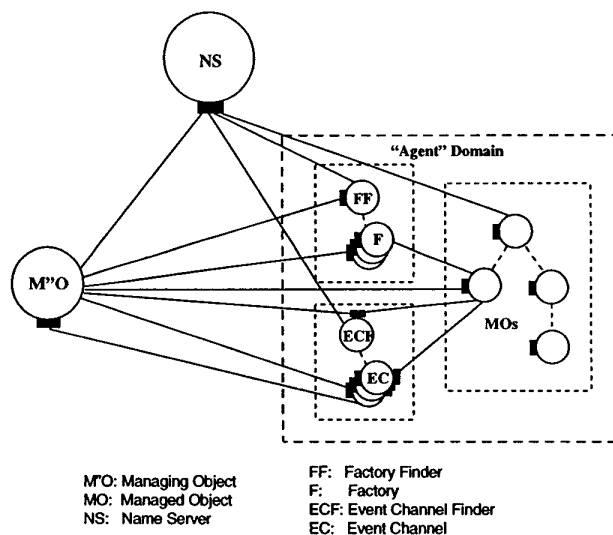 NS
"Agent" Domain
FF
F
M"O
MOs
ECF
EC
M"O: Managing Object
MO: Managed Object
NS: Name Server
FF: Factory Finder
F: Factory
ECF: Event Channel Finder
EC: Event Channel